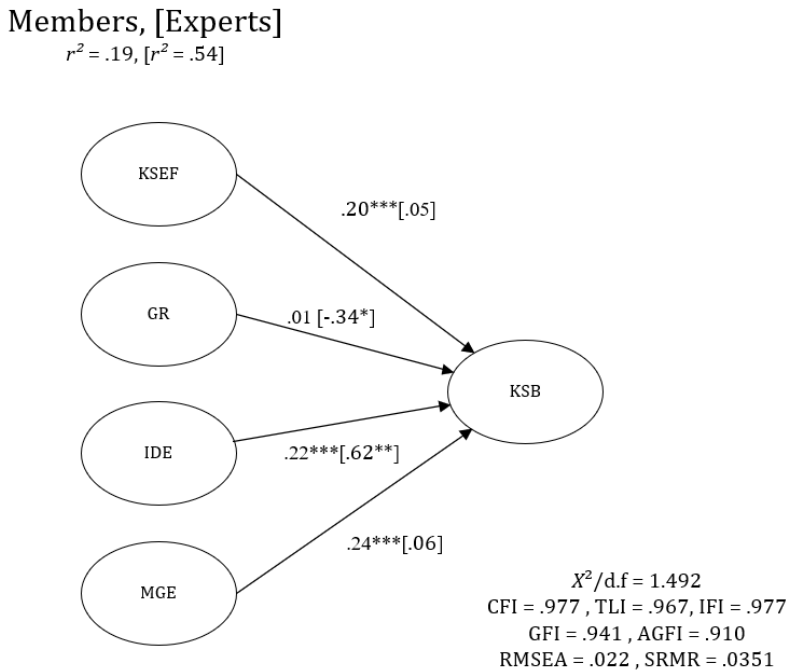 Members, [Experts]
r² = .19, [r² = .54]
KSEF
.20***[.05]
GR
.01 [-.34*]
KSB
IDE
.22***[.62**]
.24***[.06]
MGE
X²/d.f = 1.492
CFI = .977 , TLI = .967, IFI = .977
GFI = .941 , AGFI = .910
RMSEA = .022 , SRMR = .0351